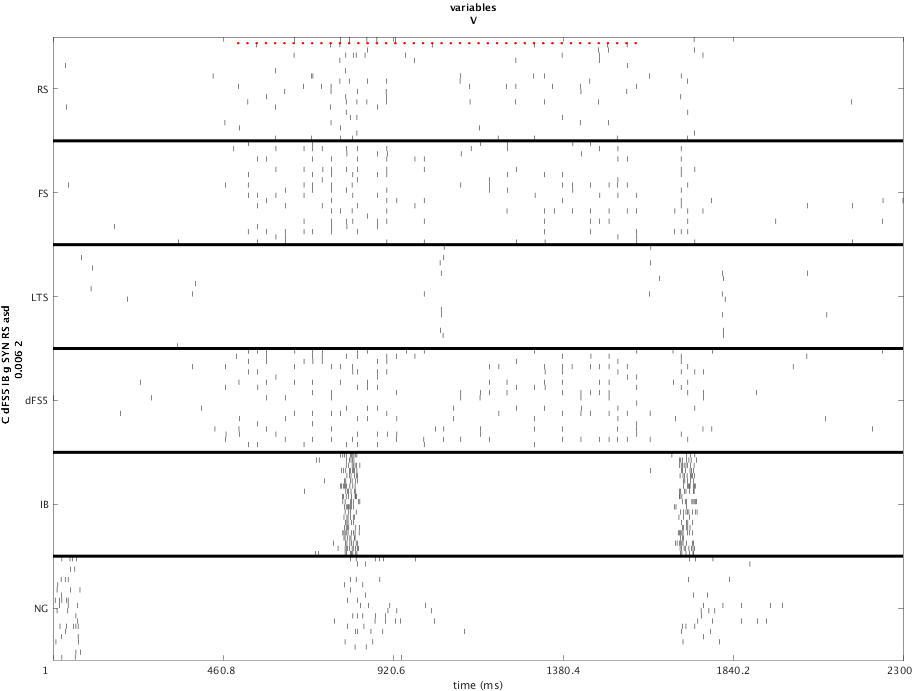 variables
V
RS
FS
LTS
dFS5
IB
NG
C dFS5 IB g SYN RS asd
0.006 2
1
460.8
920.6
1380.4
1840.2
2300
time (ms)